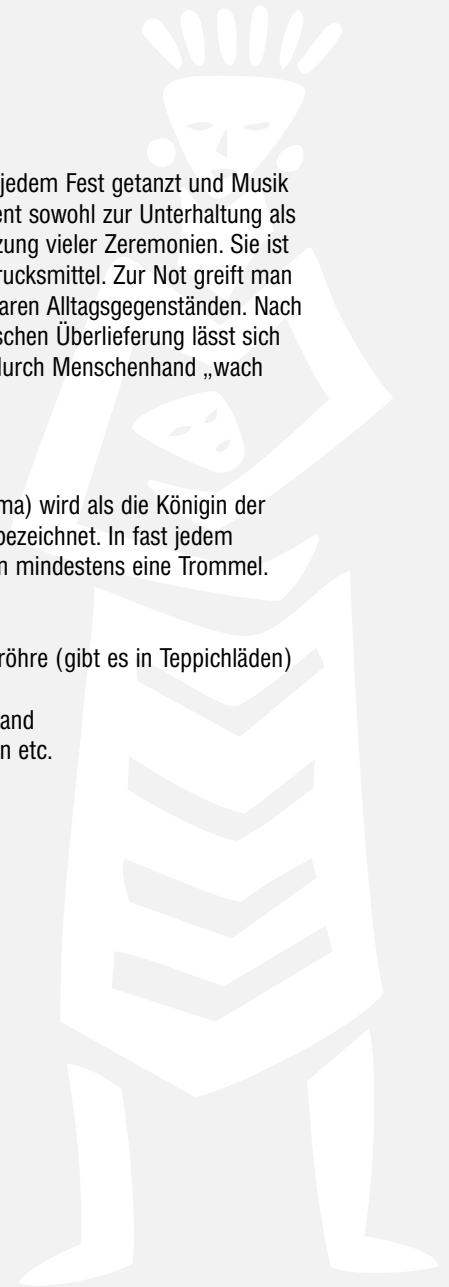 jedem Fest getanzt und Musik
ent sowohl zur Unterhaltung als
zung vieler Zeremonien. Sie ist
rucksmittel. Zur Not greift man
aren Alltagsgegenständen. Nach
schen Überlieferung lässt sich
durch Menschenhand „wach
ma) wird als die Königin der
bezeichnet. In fast jedem
n mindestens eine Trommel.
röhre (gibt es in Teppichläden)
and
n etc.